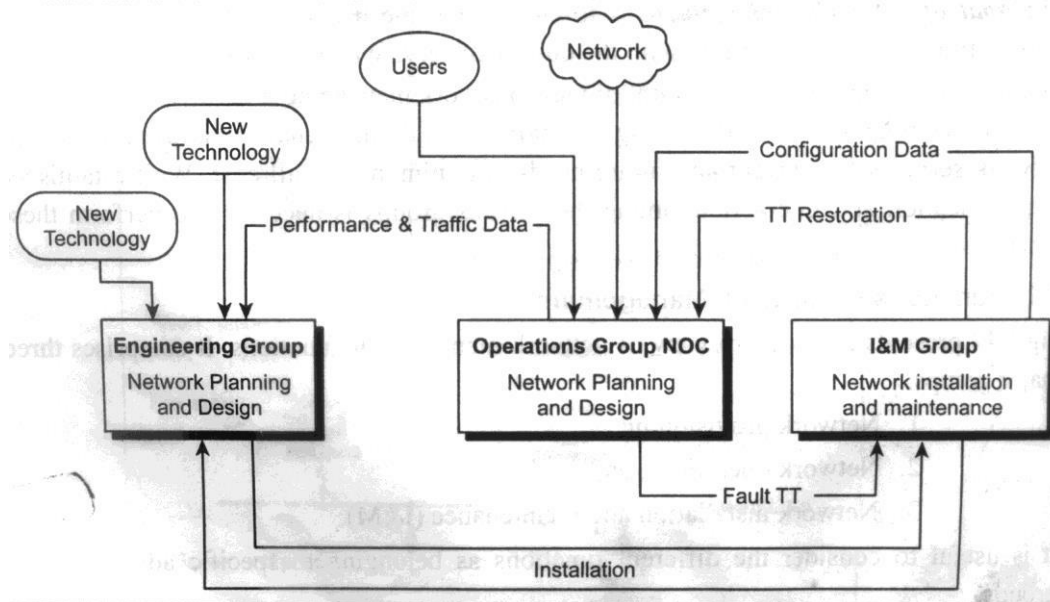 Network
Users
New
Technology
Configuration Data
New
Technology
Performance & Traffic Data
TT Restoration
Engineering Group
Network Planning
and Design
Operations Group NOC
Network Planning
and Design
I&M Group
Network installation
and maintenance
Fault TT
Installation